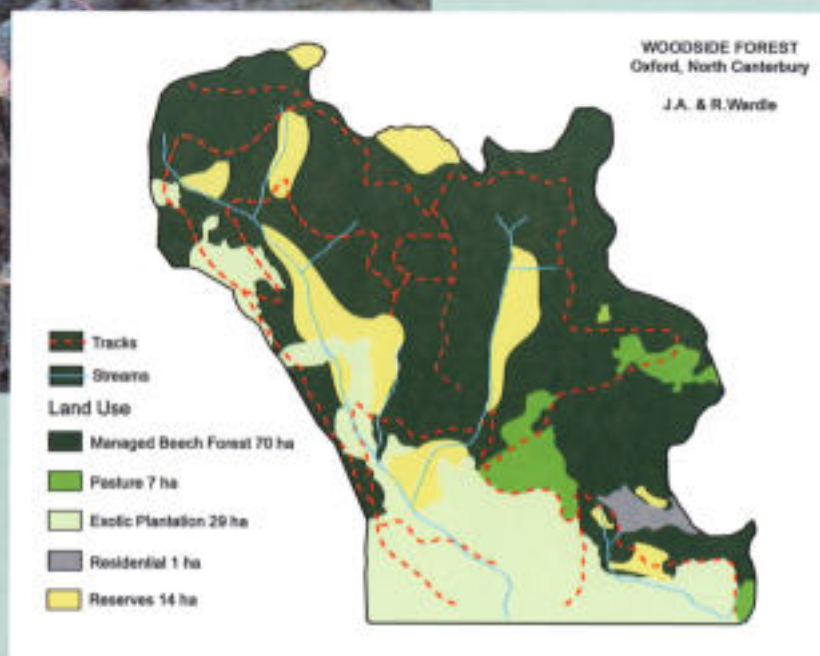 WOODSIDE FOREST
Oxford, North Canterbury
J.A. & R.Wardle
Tracks
Streams
Land Use
Managed Beech Forest 70 ha
Pasture 7 ha
Exotic Plantation 29 ha
Residential 1 ha
Reserves 14 ha